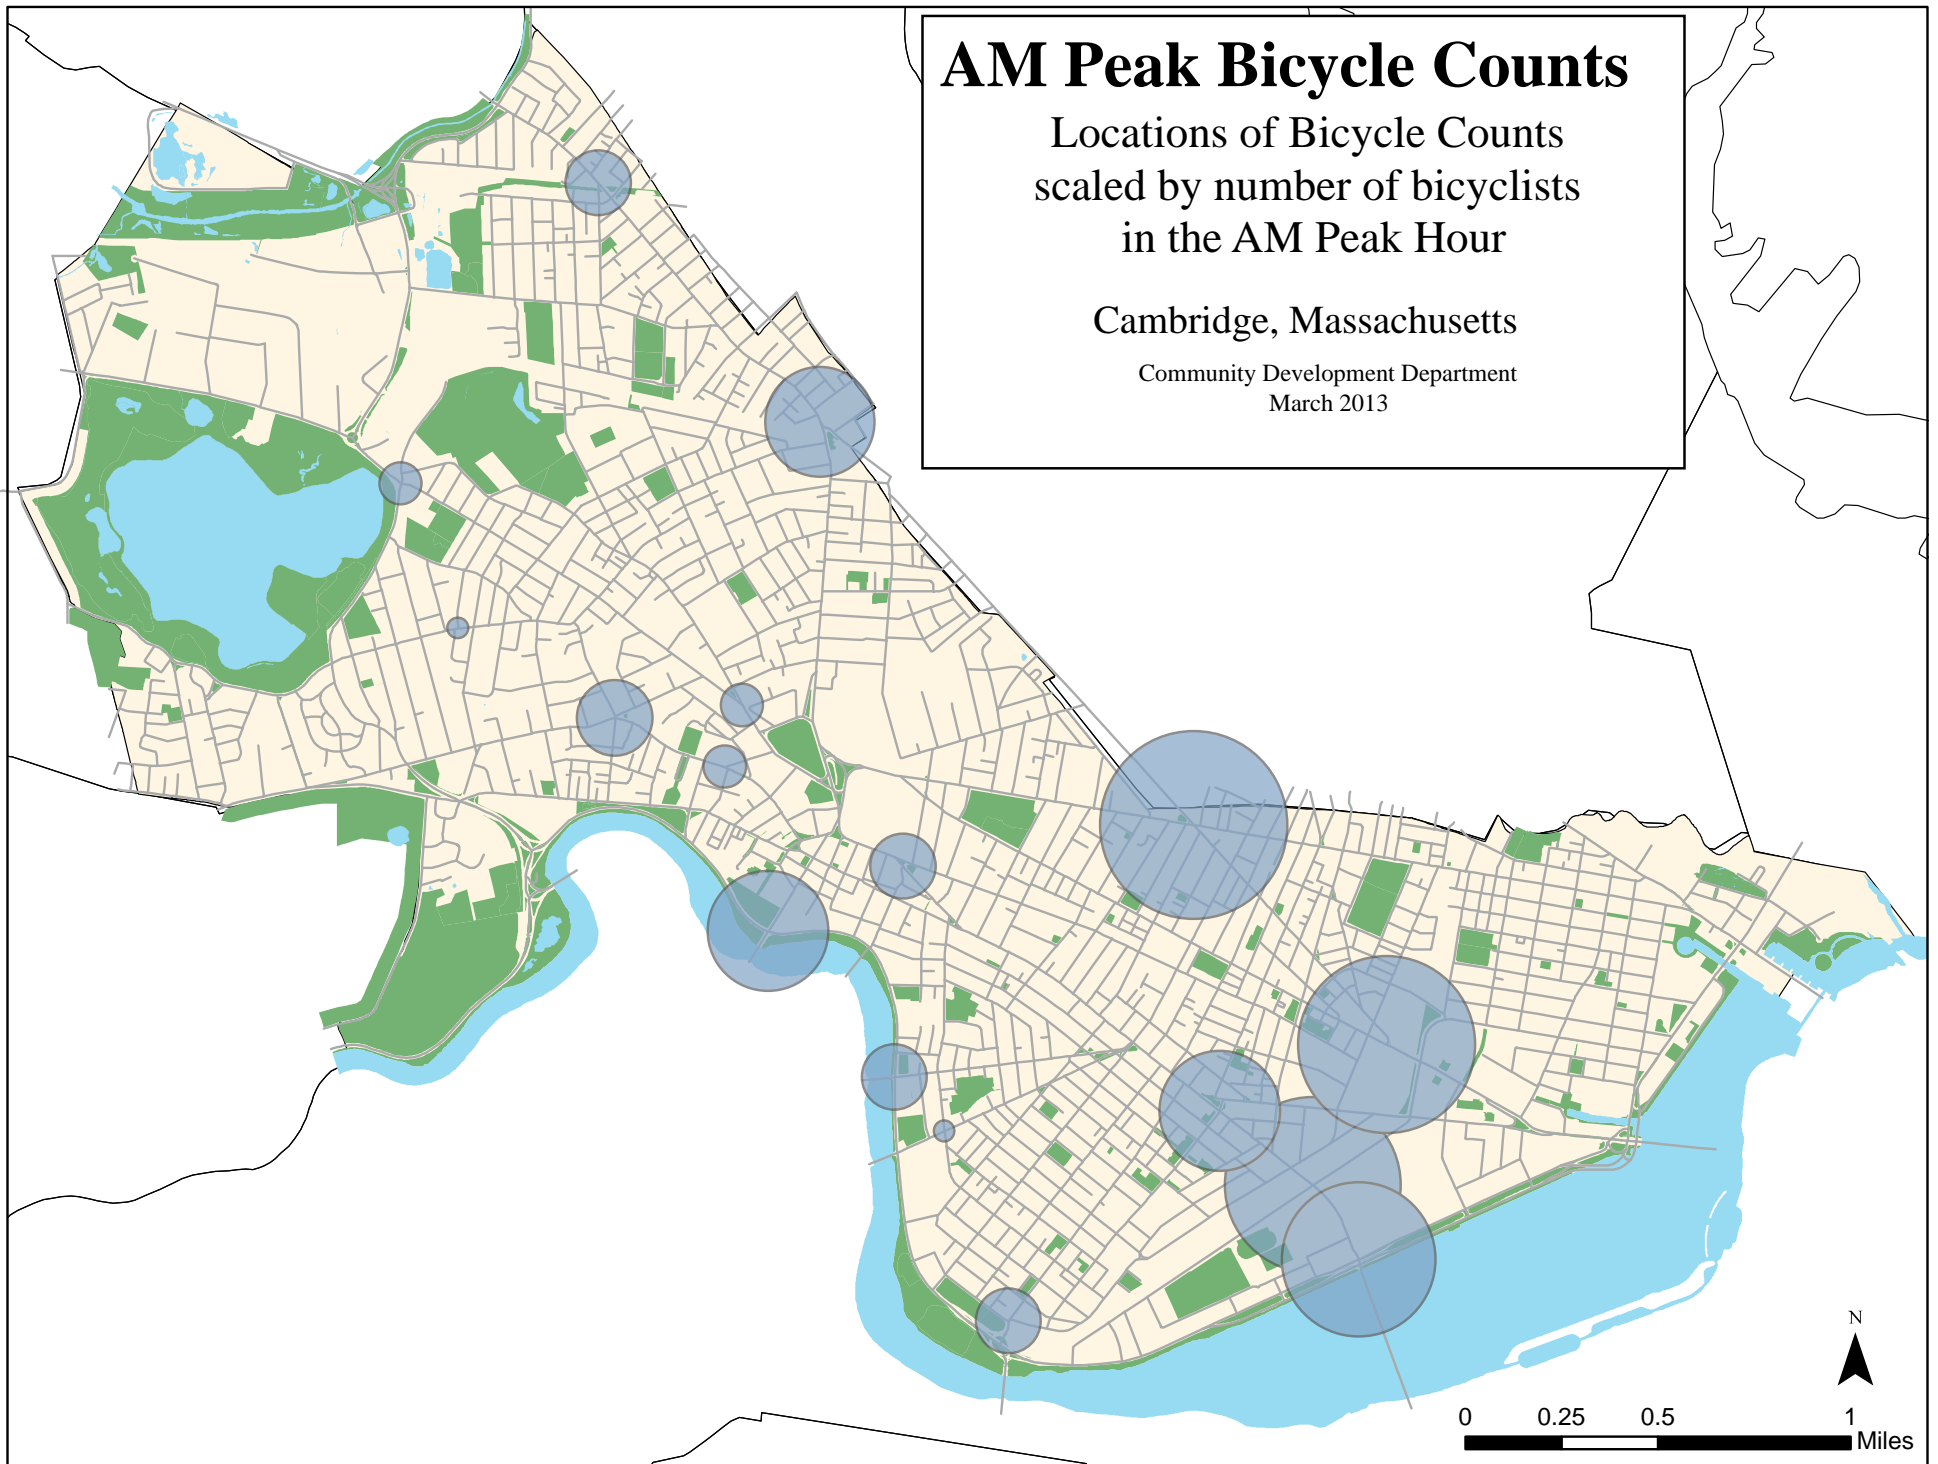 AM Peak Bicycle Counts
Locations of Bicycle Counts
scaled by number of bicyclists
in the AM Peak Hour
Cambridge, Massachusetts
Community Development Department
March 2013
N
0 0.25 0.5 1
Miles